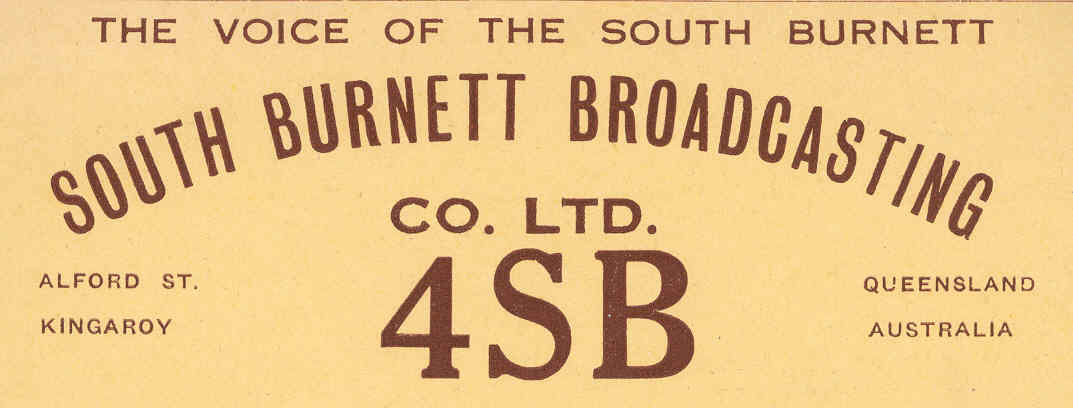 THE VOICE OF THE SOUTH BURNETT
SOUTH BURNETT BROADCASTING
CO. LTD.
4SB
ALFORD ST.
KINGAROY
QUEENSLAND
AUSTRALIA